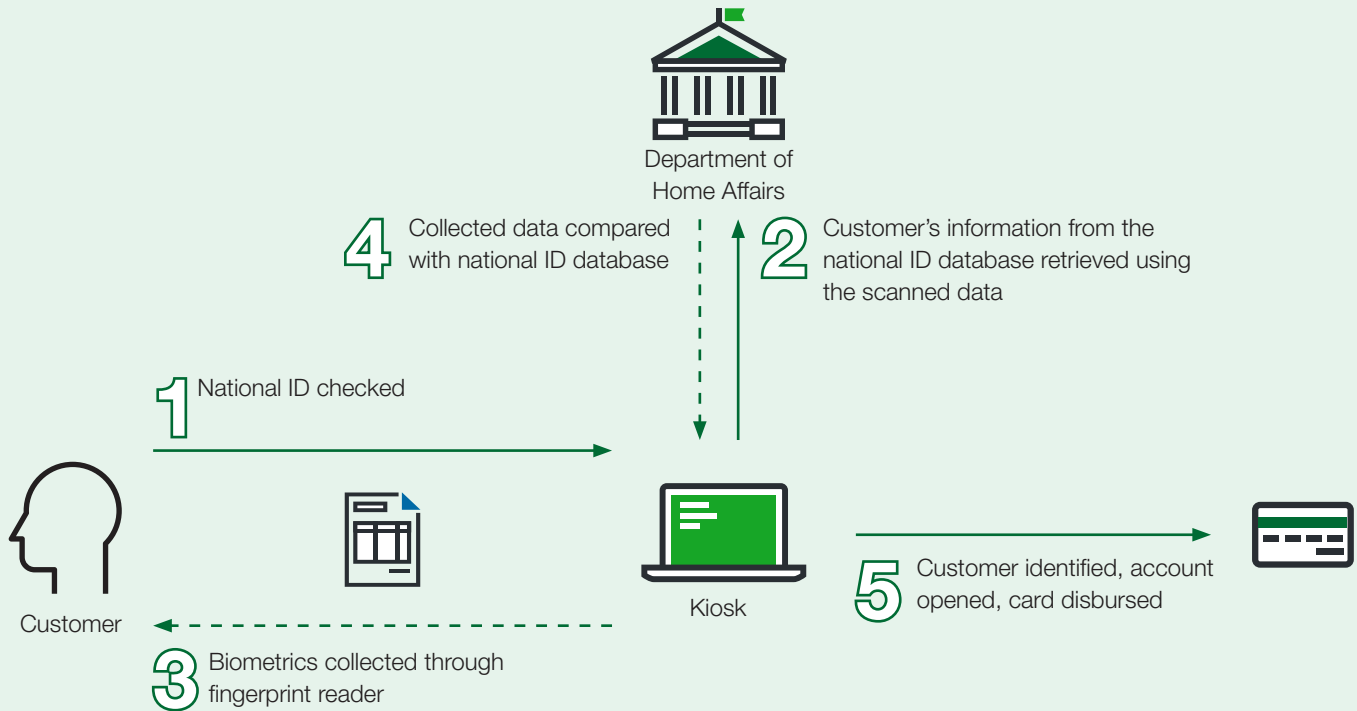 Department of
Home Affairs
4
Collected data compared
with national ID database
2
Customer’s information from the
national ID database retrieved using
the scanned data
1
National ID checked
Customer
Kiosk
5
Customer identified, account
opened, card disbursed
3
Biometrics collected through
fingerprint reader